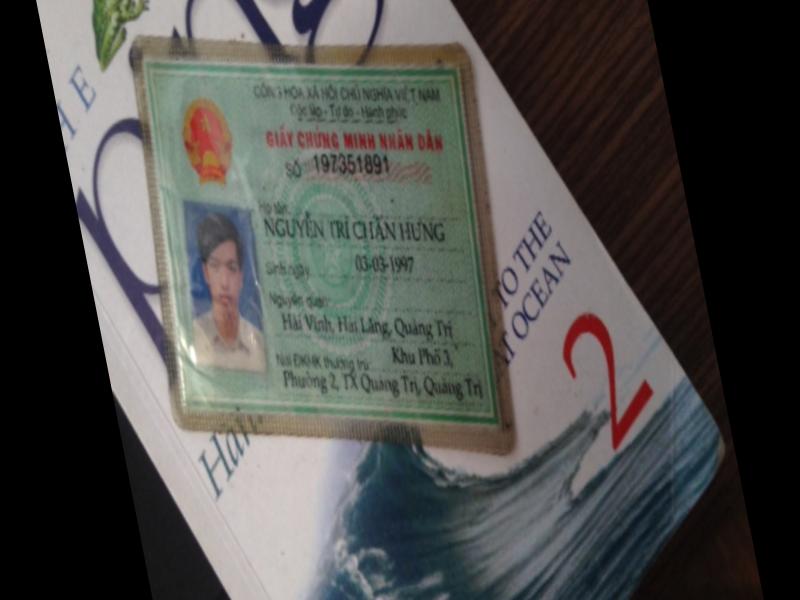 CỘNG HÒA XÃ HỘI CHỦ NGHĨA VIỆT NAM
Độc lập - Tự do - Hạnh phúc
GIẤY CHỨNG MINH NHÂN DÂN
SỐ 197351891
Họ tên:
NGUYỄN TRÍ CHẤN HƯNG
Sinh ngày 03-03-1997
Nguyên quán:
Hải Vĩnh, Hải Lăng, Quảng Trị
Nơi ĐKHK thường trú: Khu Phố 3,
Phường 2, TX Quảng Trị, Quảng Trị
TO THE
OCEAN
2